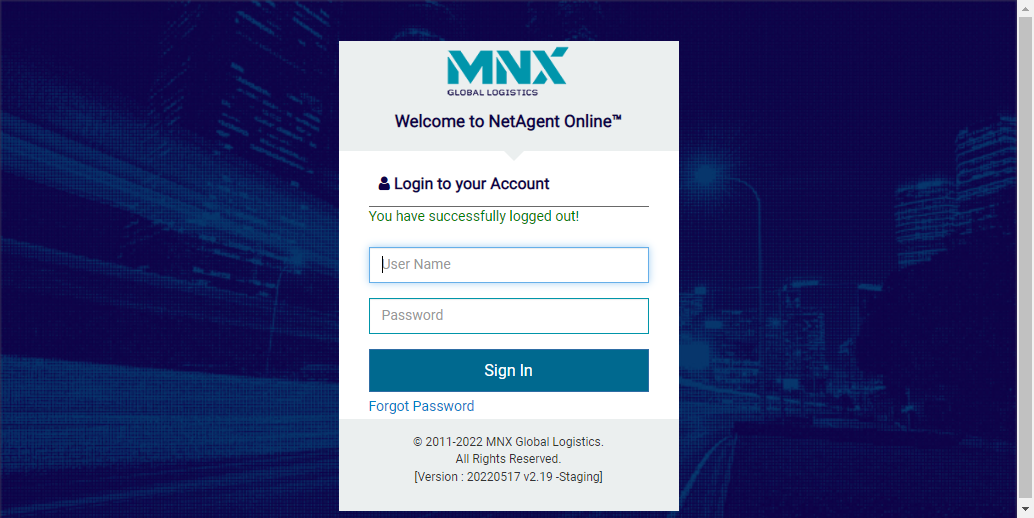 MNX
GLOBAL LOGISTICS
Welcome to NetAgent Online™
Login to your Account
You have successfully logged out!
User Name
Password
Sign In
Forgot Password
© 2011-2022 MNX Global Logistics.
All Rights Reserved.
[Version : 20220517 v2.19 -Staging]